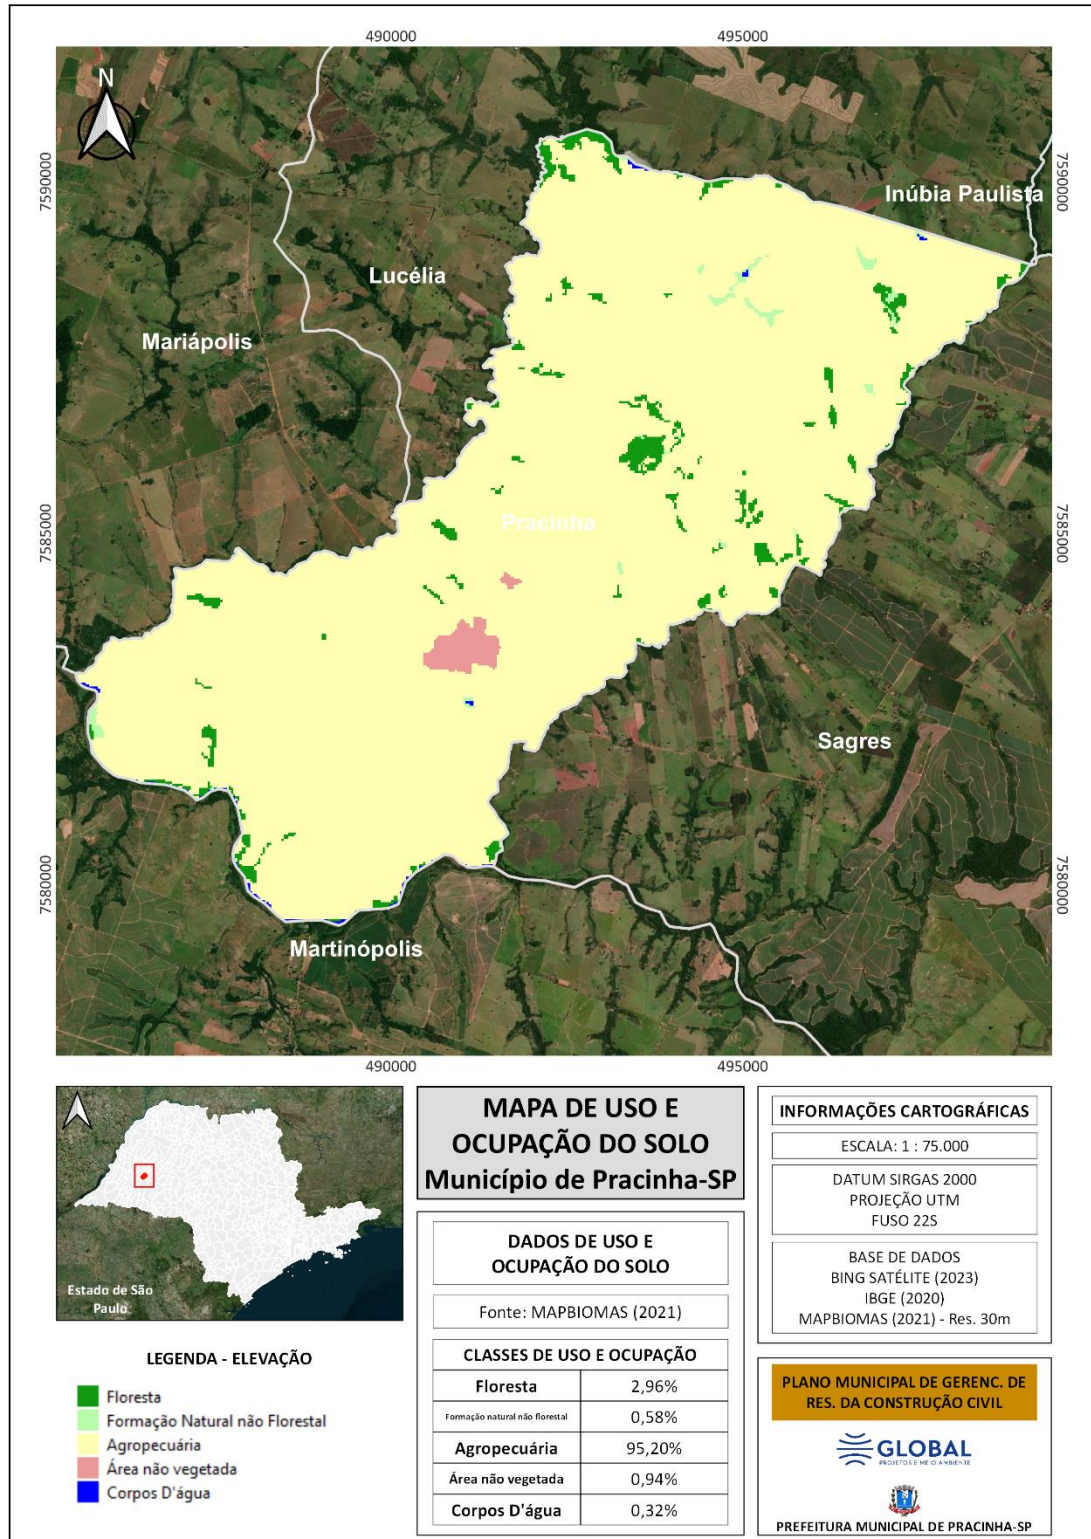 490000
495000
N
7590000
7590000
Inúbia Paulista
Lucélia
Mariápolis
Pracinha
7585000
7585000
Sagres
7580000
7580000
Martinópolis
490000
495000
Estado de São
Paulo
LEGENDA - ELEVAÇÃO
Floresta
Formação Natural não Florestal
Agropecuária
Área não vegetada
Corpos D'água
MAPA DE USO E
OCUPAÇÃO DO SOLO
Município de Pracinha-SP
DADOS DE USO E
OCUPAÇÃO DO SOLO
Fonte: MAPBIOMAS (2021)
CLASSES DE USO E OCUPAÇÃO
Floresta 2,96%
Formação natural não florestal 0,58%
Agropecuária 95,20%
Área não vegetada 0,94%
Corpos D'água 0,32%
INFORMAÇÕES CARTOGRÁFICAS
ESCALA: 1 : 75.000
DATUM SIRGAS 2000
PROJEÇÃO UTM
FUSO 22S
BASE DE DADOS
BING SATÉLITE (2023)
IBGE (2020)
MAPBIOMAS (2021) - Res. 30m
PLANO MUNICIPAL DE GERENC. DE
RES. DA CONSTRUÇÃO CIVIL
GLOBAL
PROJETOS E MEIO AMBIENTE
PREFEITURA MUNICIPAL DE PRACINHA-SP